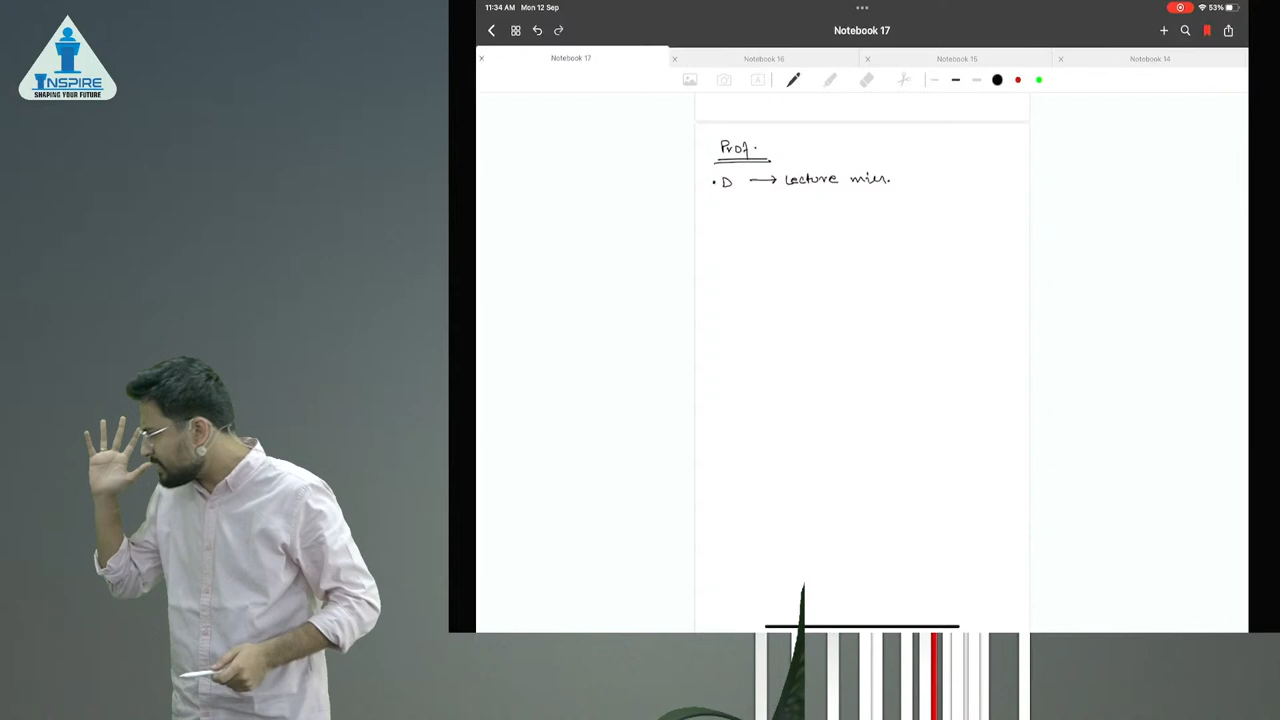 11:34 AM Mon 12 Sep
53%
Notebook 17
Notebook 17
Notebook 16
Notebook 15
Notebook 14
INSPIRE
SHAPING YOUR FUTURE
Prof.
• D → Lecture